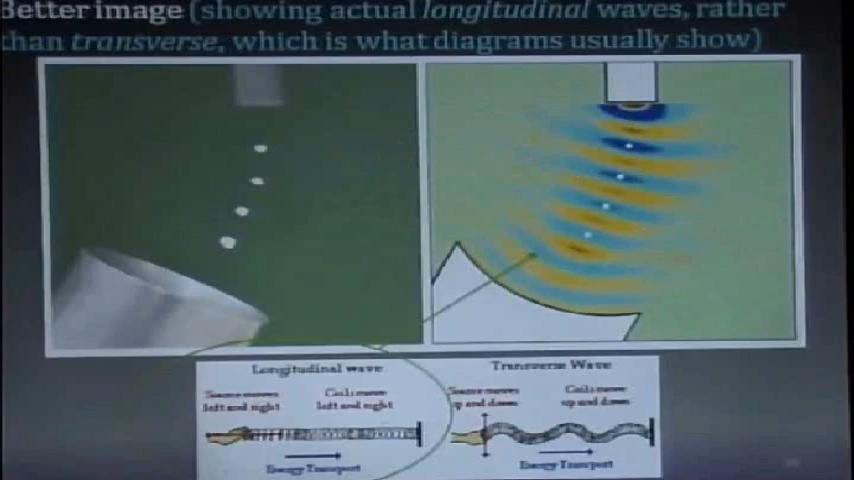 Better image (showing actual longitudinal waves, rather
than transverse, which is what diagrams usually show)
Longitudinal wave
Transverse Wave
Source moves
left and right
Coils move
left and right
Source moves
up and down
Coils move
up and down
Energy Transport
Energy Transport